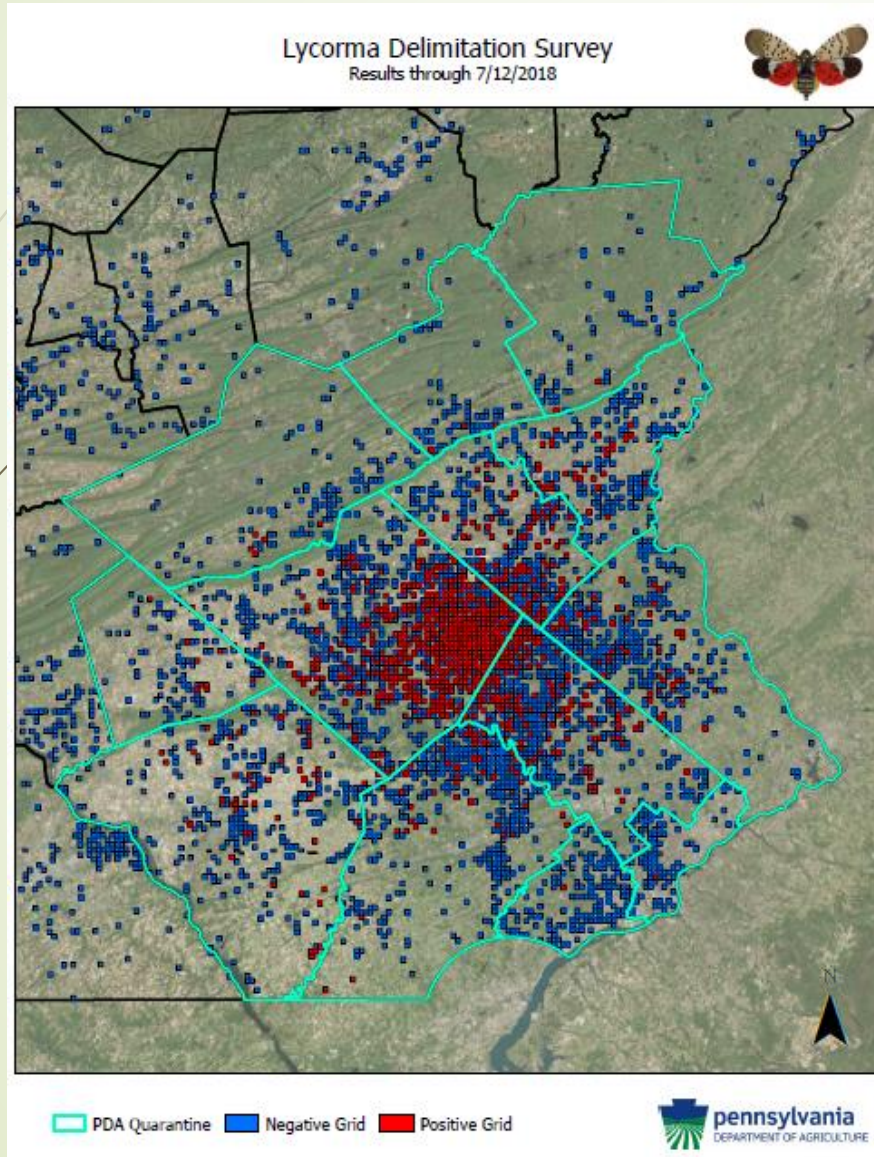 Lycorma Delimitation Survey
Results through 7/12/2018
N
PDA Quarantine Negative Grid Positive Grid
pennsylvania
DEPARTMENT OF AGRICULTURE